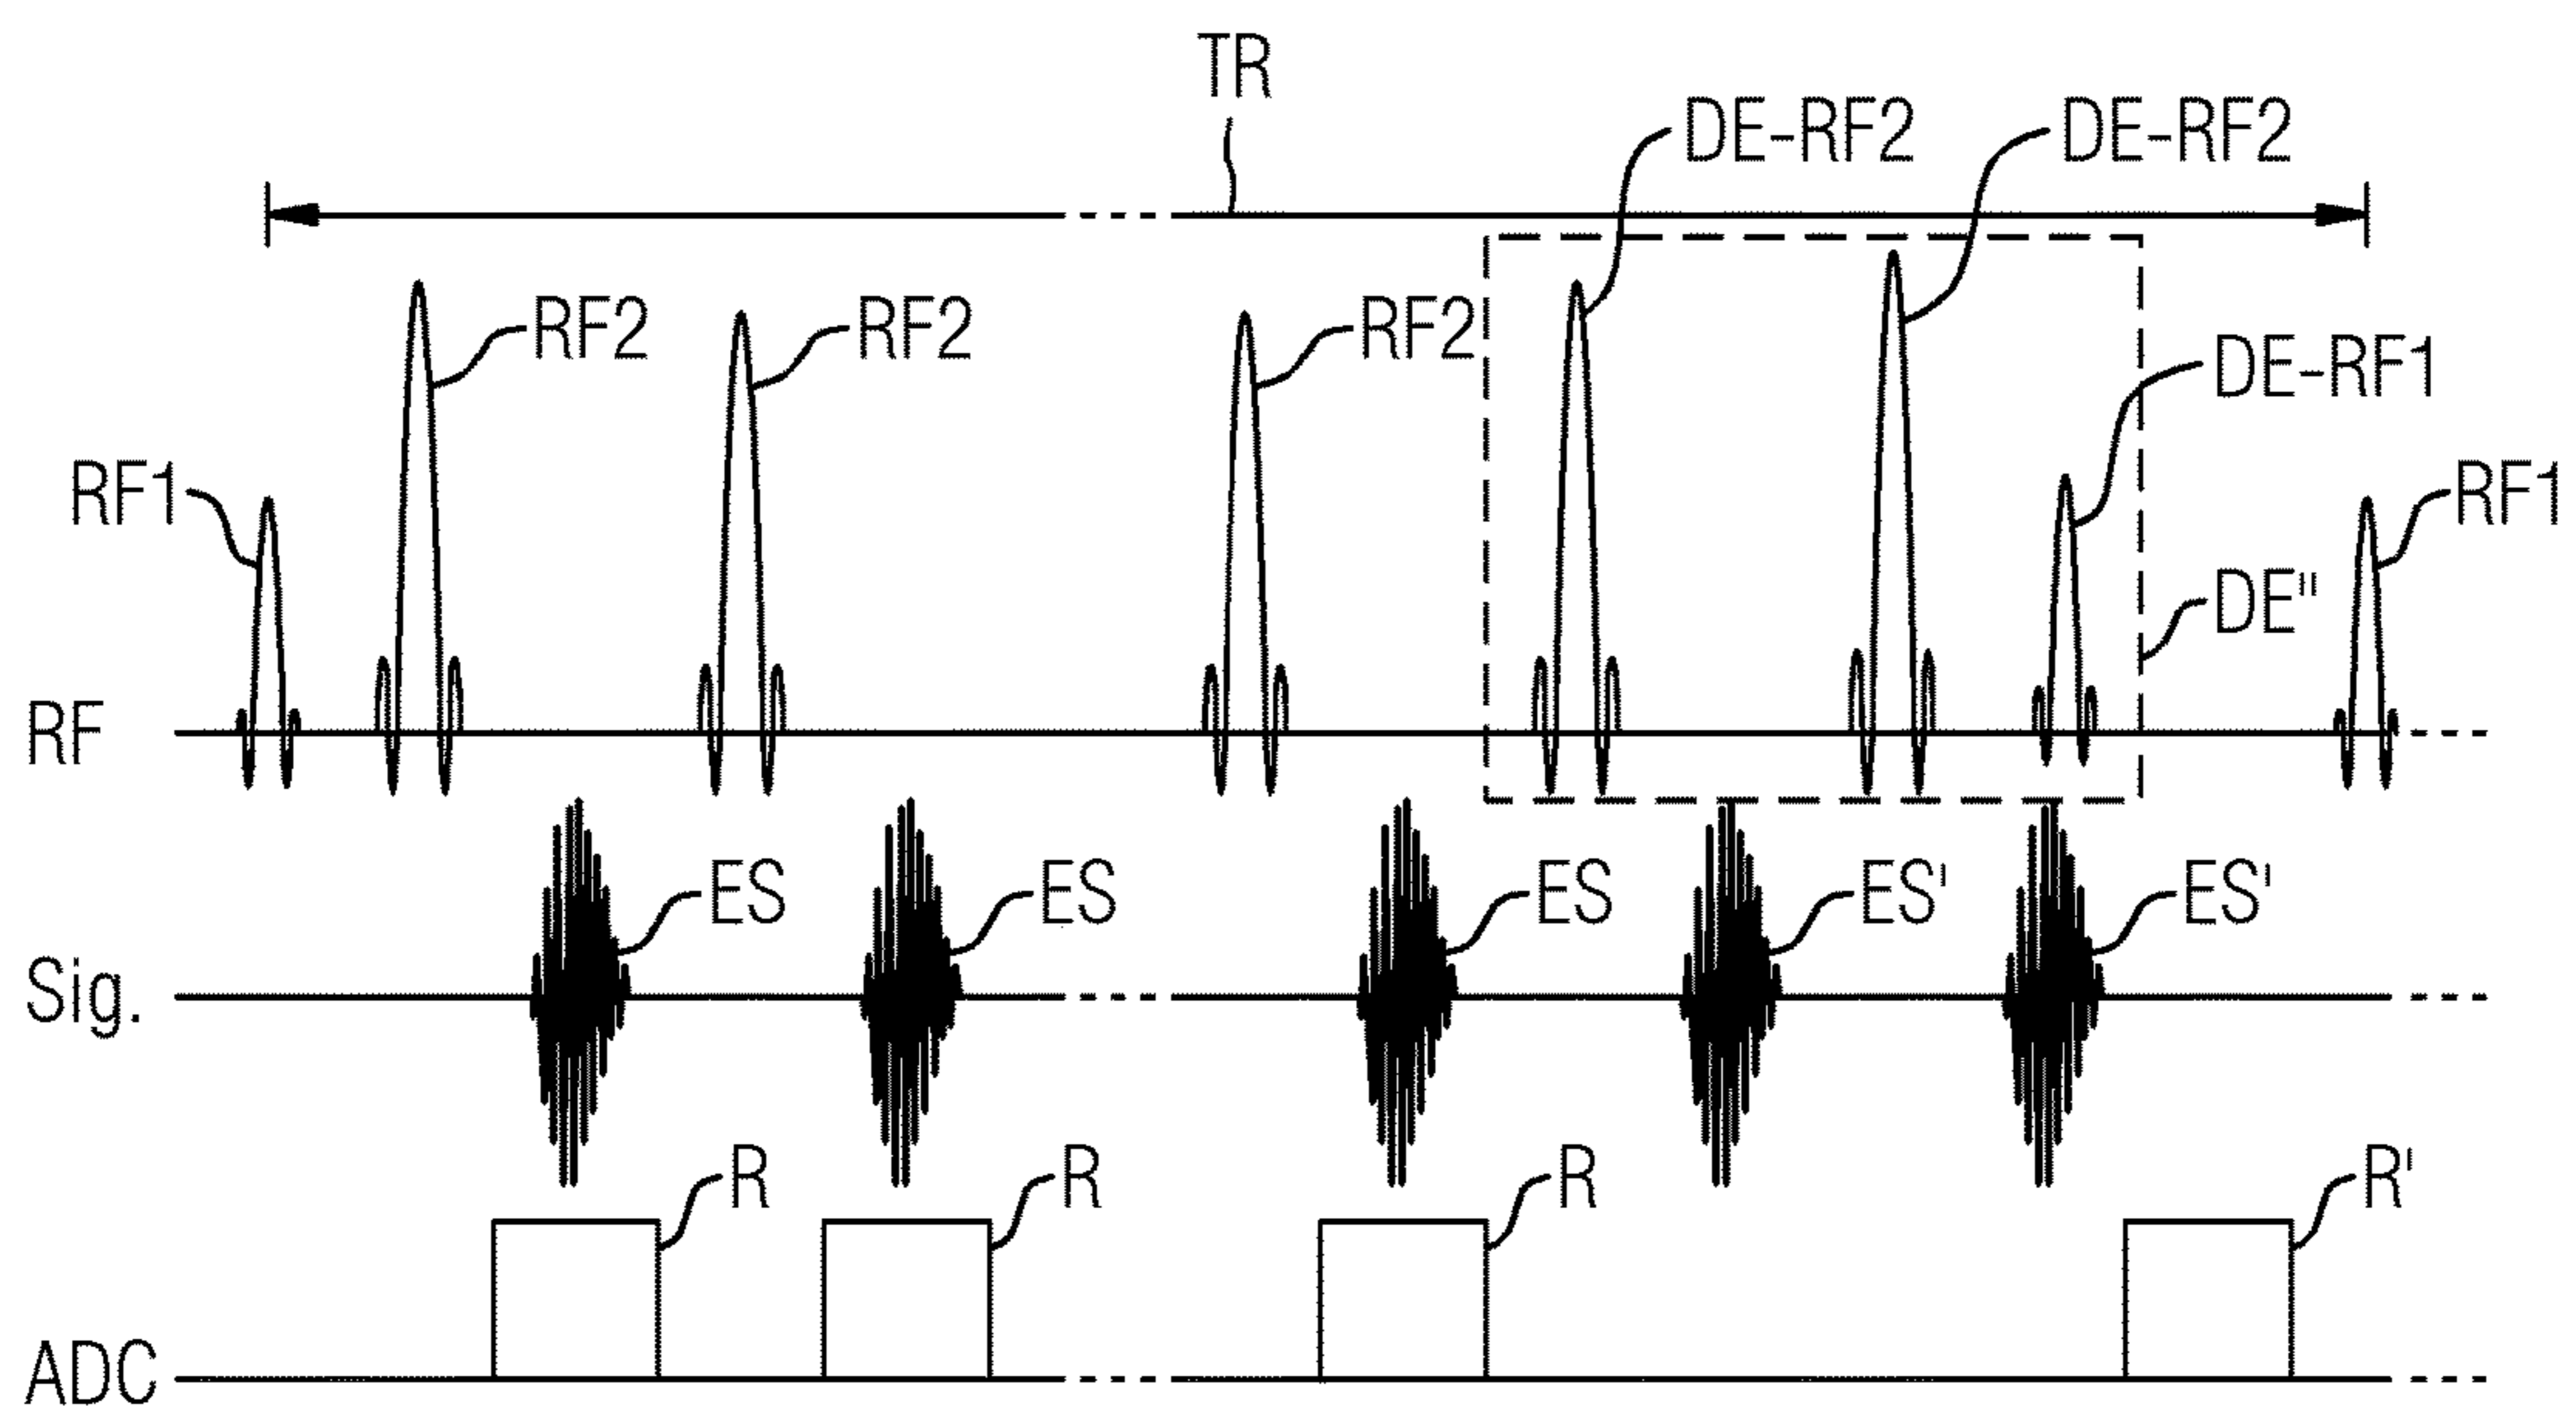 TR
DE-RF2 DE-RF2
RF2 RF2 RF2
DE-RF1
RF1 RF1
DE"
RF
ES ES ES ES' ES'
Sig.
R R R R'
ADC